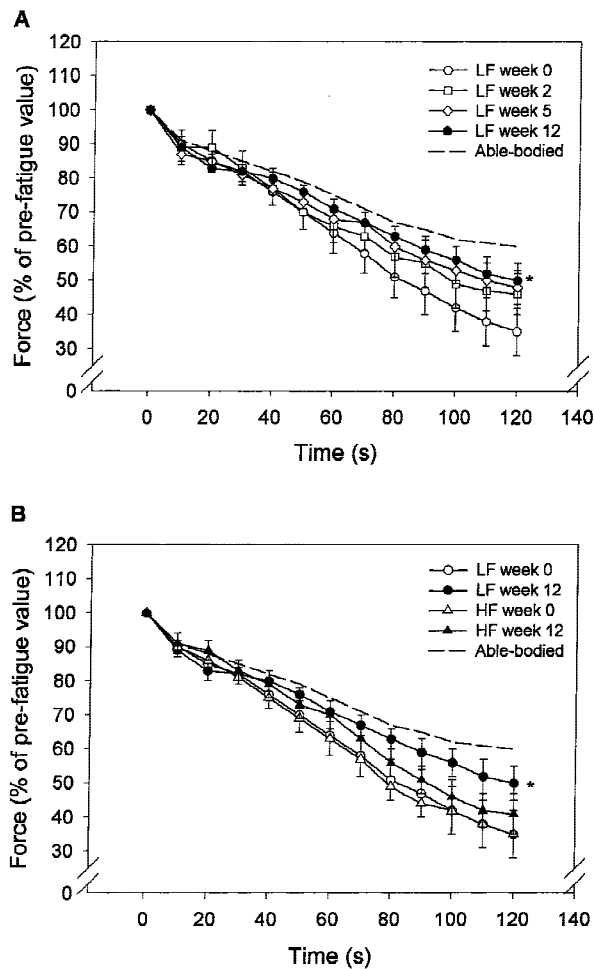 A
120
110
100
90
80
70
60
50
40
30
0
Force (% of pre-fatigue value)
LF week 0
LF week 2
LF week 5
LF week 12
Able-bodied
*
0 20 40 60 80 100 120 140
Time (s)
B
120
110
100
90
80
70
60
50
40
30
0
Force (% of pre-fatigue value)
LF week 0
LF week 12
HF week 0
HF week 12
Able-bodied
*
0 20 40 60 80 100 120 140
Time (s)